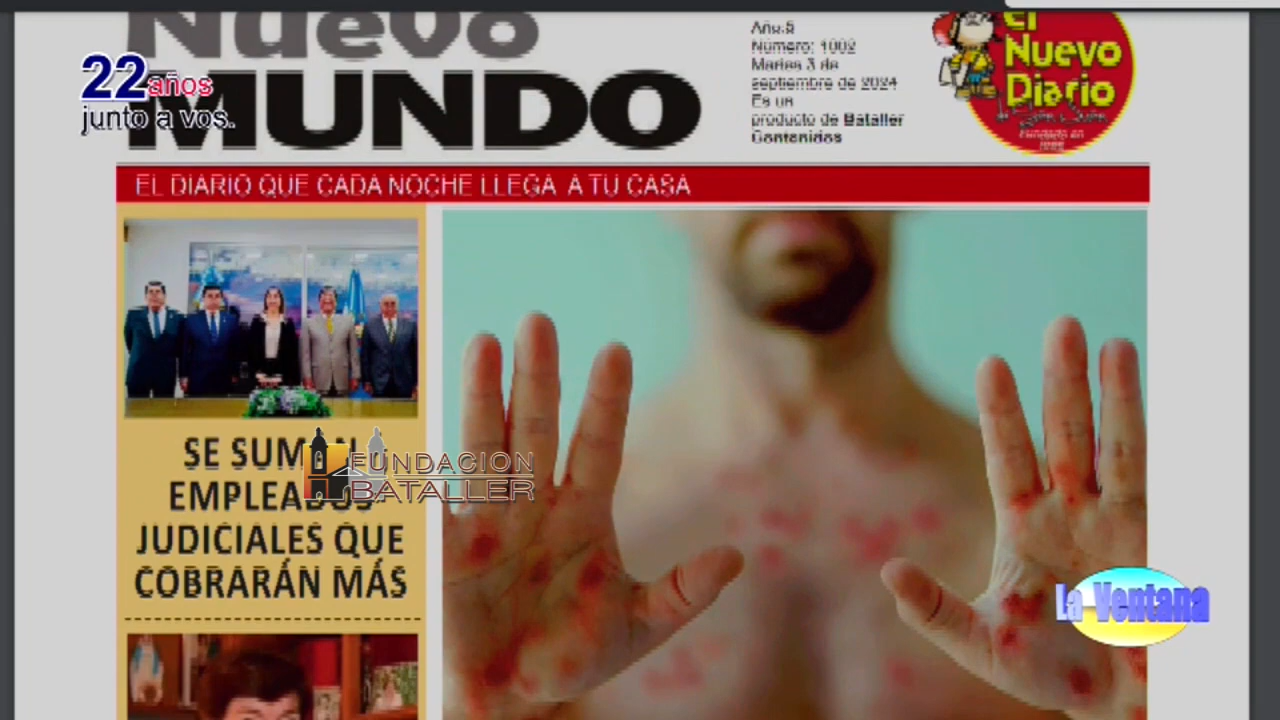 Nuevo
MUNDO
22 años
junto a vos.
Año:5
Número: 1002
Martes 3 de
septiembre de 2024
Es un
producto de Bataller
Contenidos
El
Nuevo
Diario
Fundado en
EL DIARIO QUE CADA NOCHE LLEGA A TU CASA
SE SUMAN
EMPLEADOS
JUDICIALES QUE
COBRARÁN MÁS
FUNDACION
BATALLER
La Ventana